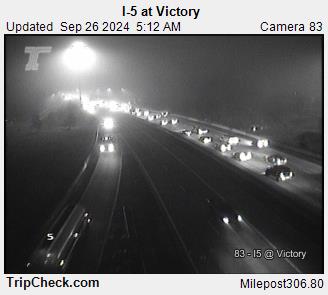 I-5 at Victory
Updated  Sep 26 2024  5:12 AM
Camera 83
T
S
83 - I5 @ Victory
TripCheck.com
Milepost306.80